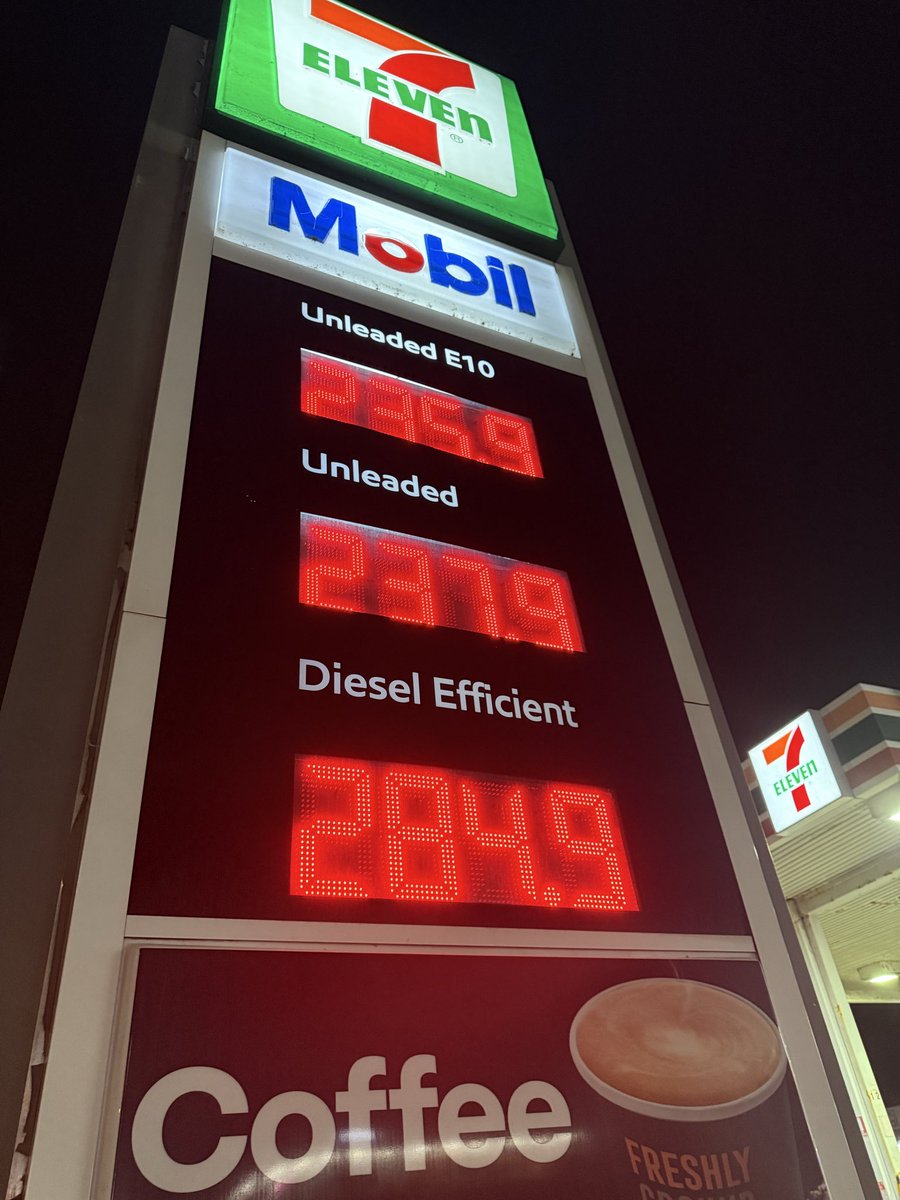 7
ELEVEN
®
Mobil
Unleaded E10
235.9
Unleaded
237.9
Diesel Efficient
284.9
7
ELEVEN
Coffee
FRESHLY